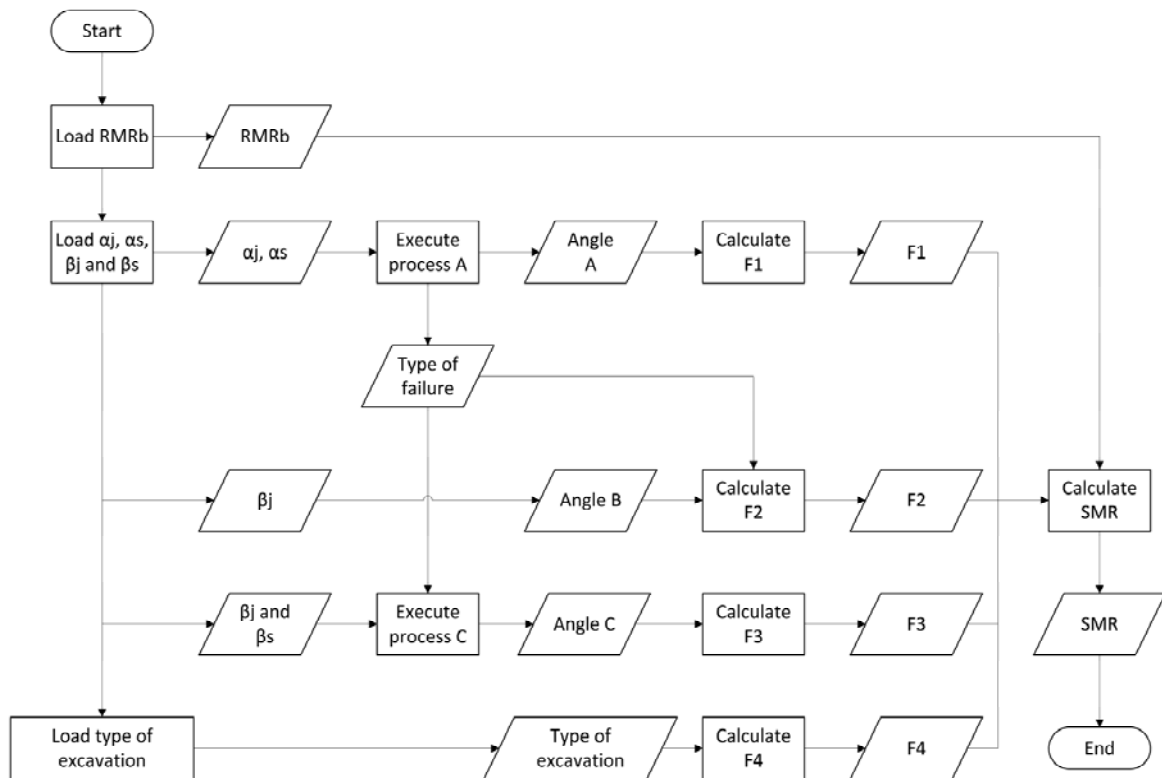 Start
Load RMRb
RMRb
Load αj, αs,
βj and βs
αj, αs
Execute
process A
Angle
A
Calculate
F1
F1
Type of
failure
βj
Angle B
Calculate
F2
F2
Calculate
SMR
βj and
βs
Execute
process C
Angle C
Calculate
F3
F3
SMR
Load type of
excavation
Type of
excavation
Calculate
F4
F4
End